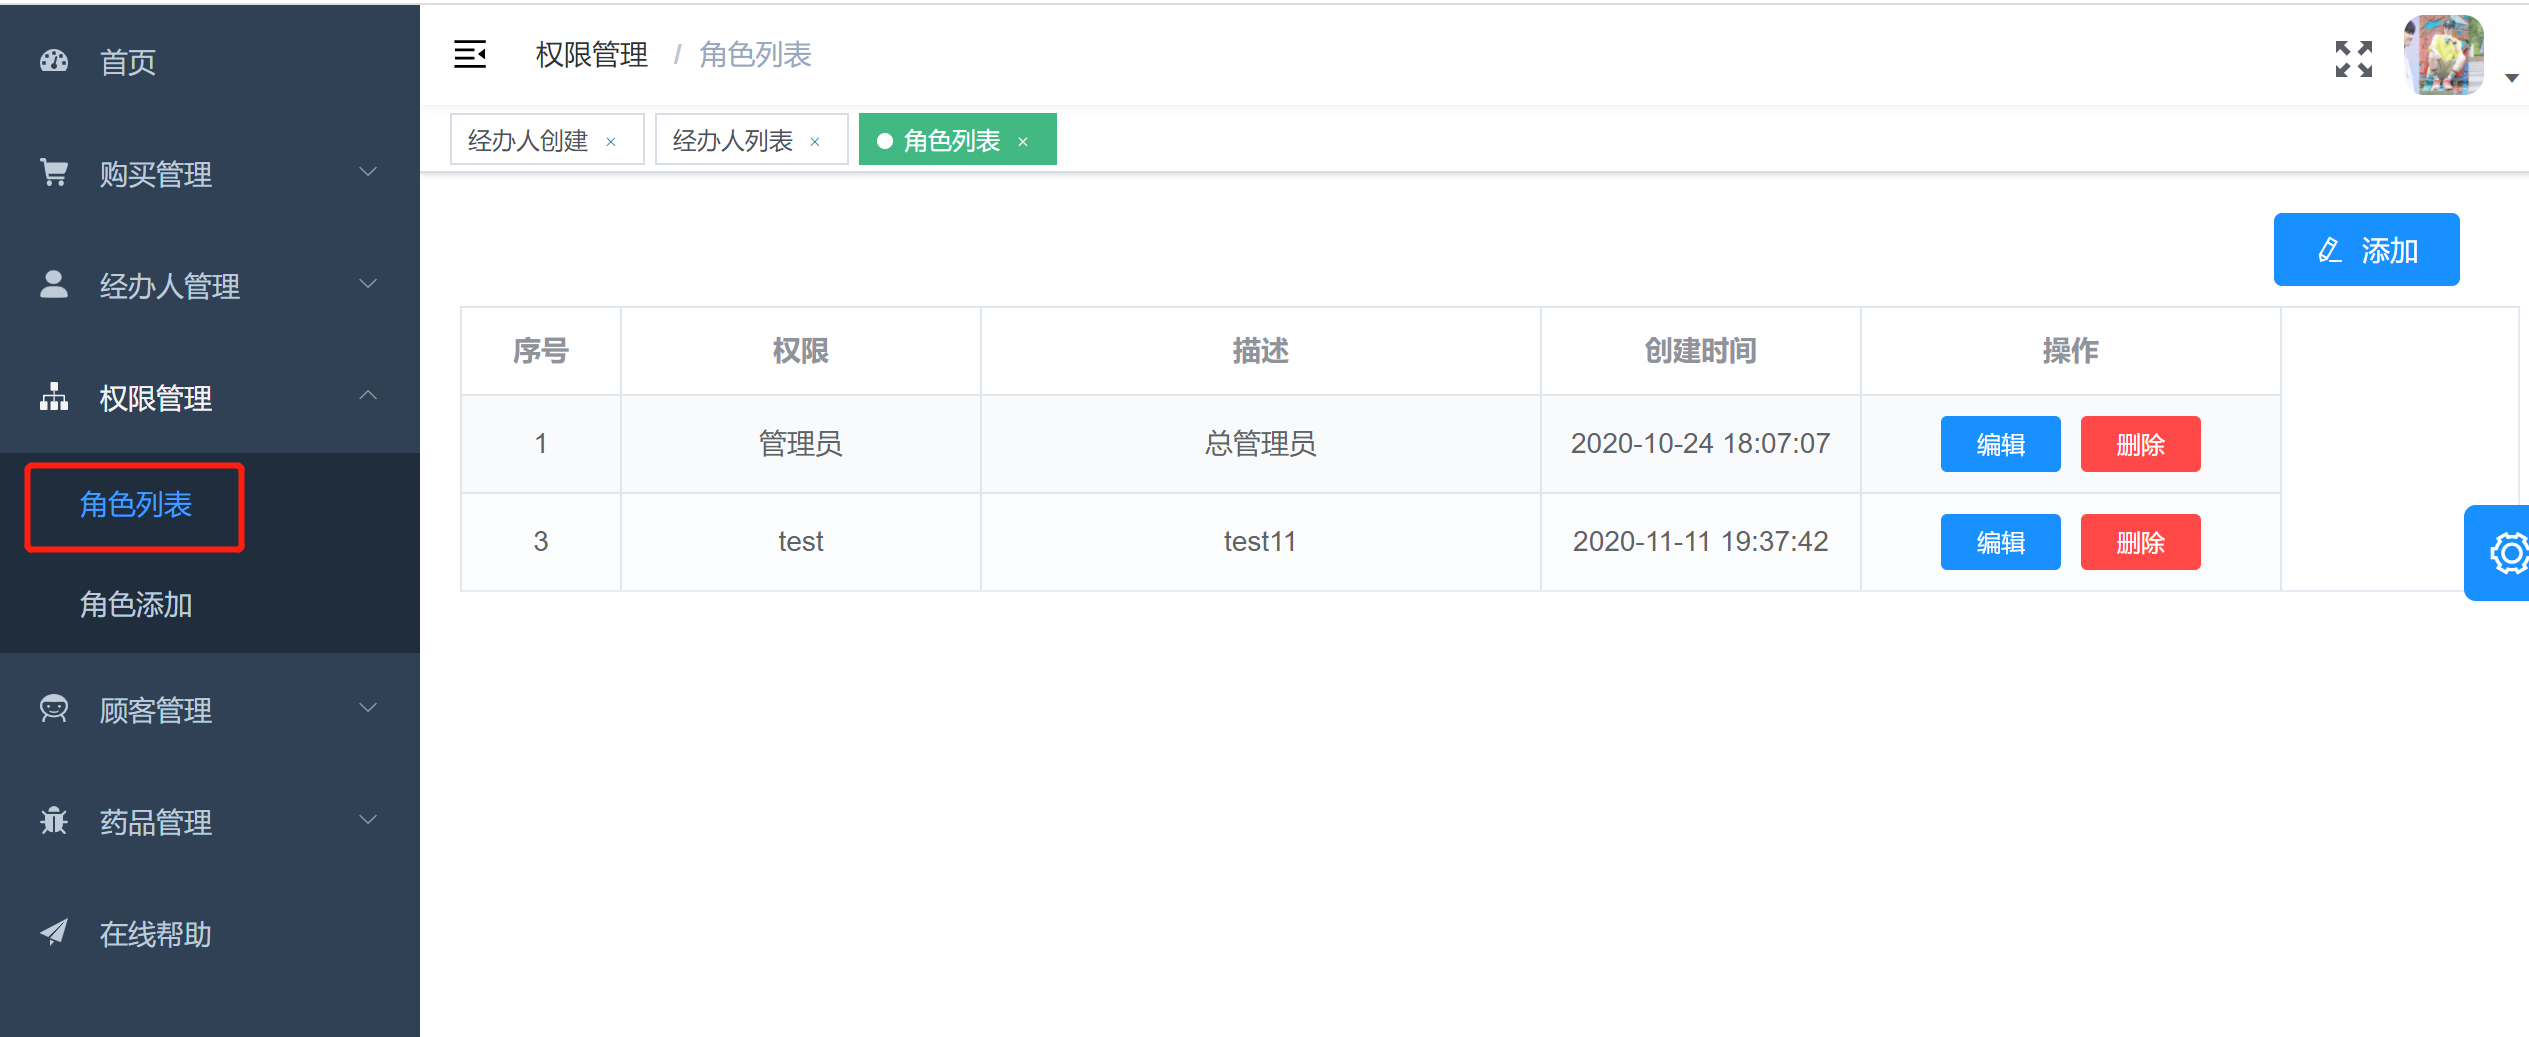 首页
购买管理
经办人管理
权限管理
角色列表
角色添加
顾客管理
药品管理
在线帮助
权限管理 / 角色列表
经办人创建 × 经办人列表 × 角色列表 ×
添加
序号 权限 描述 创建时间 操作
1 管理员 总管理员 2020-10-24 18:07:07 编辑 删除
3 test test11 2020-11-11 19:37:42 编辑 删除